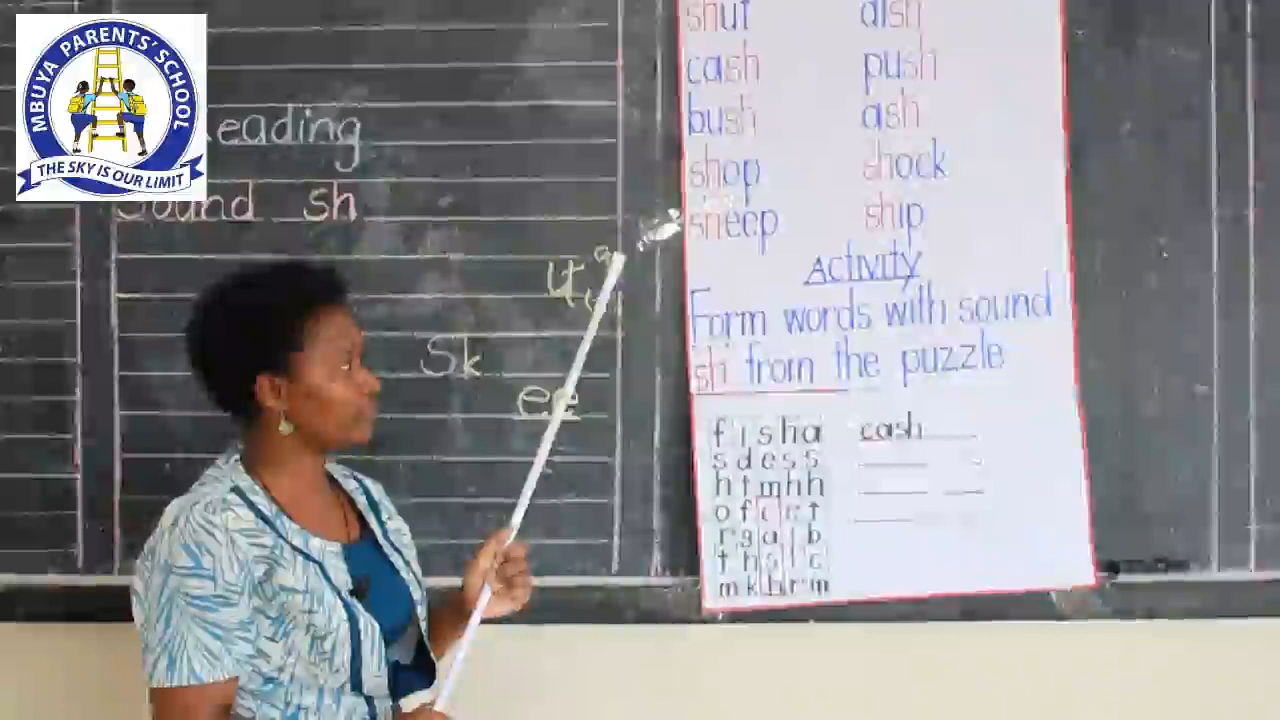 MBUYA PARENTS' SCHOOL
THE SKY IS OUR LIMIT
eading
Sound sh
Sk
ee
shut dish
cash push
bush ash
shop shock
sheep ship
Activity
Form words with sound
sh from the puzzle
f i s h a cash
s d e s s
h t m h h